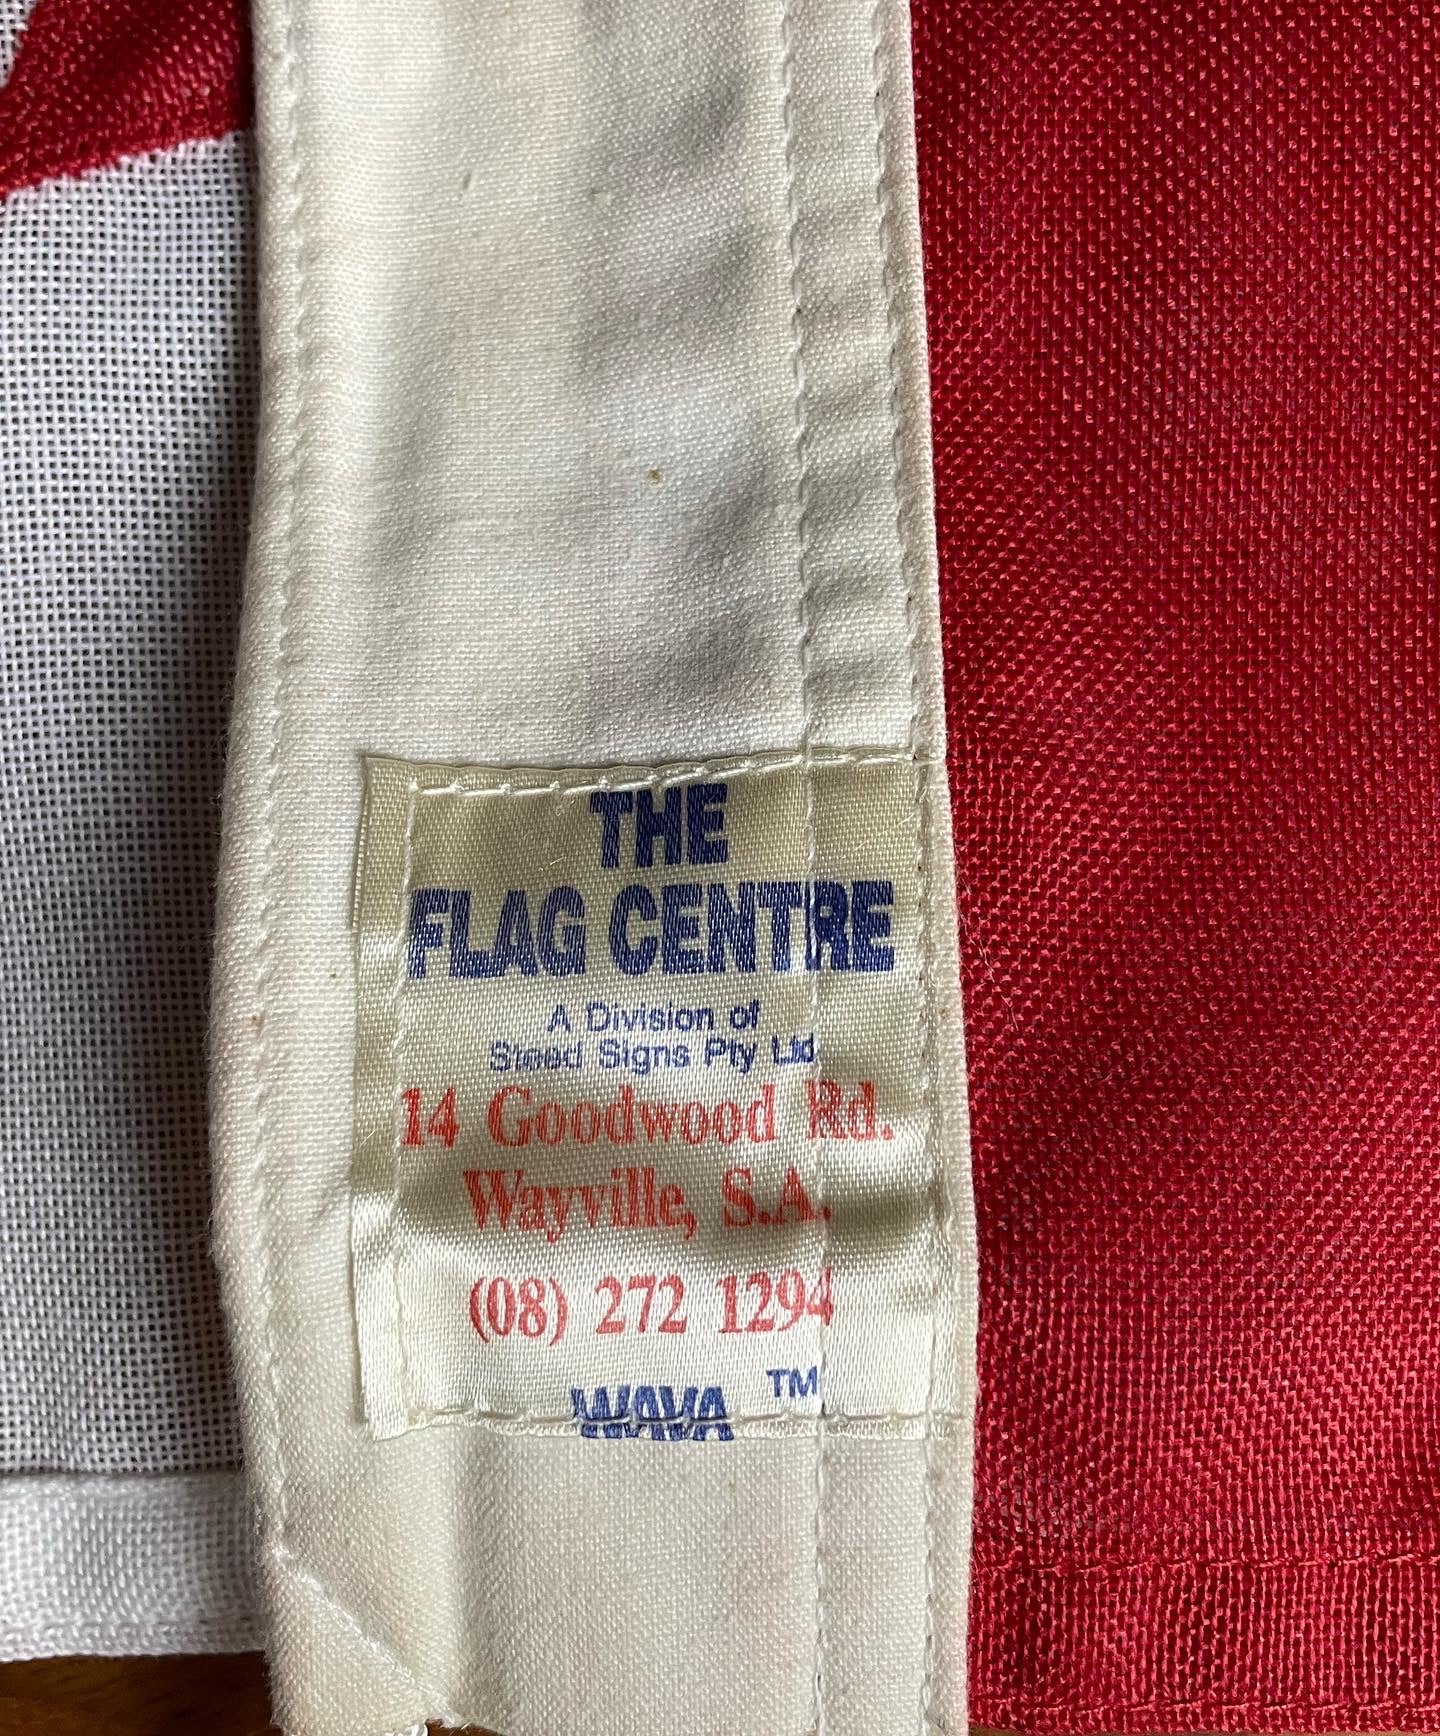 THE
FLAG CENTRE
A Division of
Steed Signs Pty Ltd
14 Goodwood Rd.
Wayville, S.A.
(08) 272 1294
WAVA TM